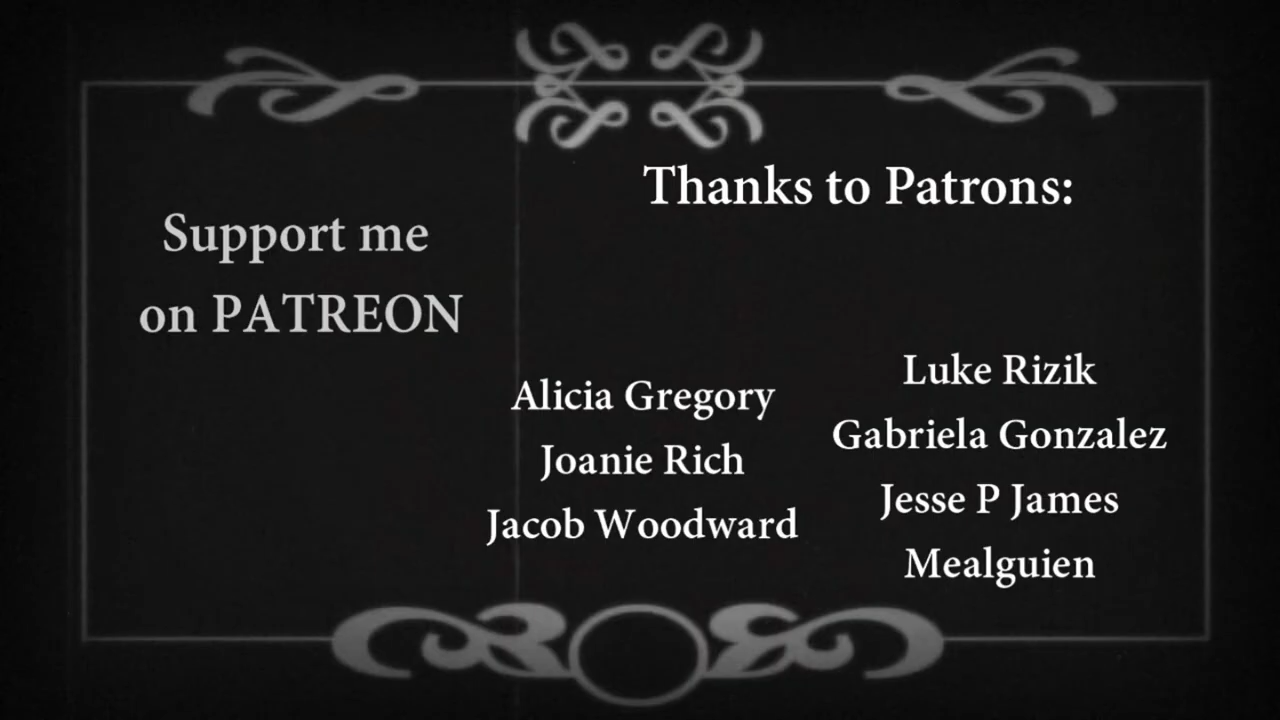 Support me
on PATREON
Thanks to Patrons:
Alicia Gregory
Joanie Rich
Jacob Woodward
Luke Rizik
Gabriela Gonzalez
Jesse P James
Mealguien